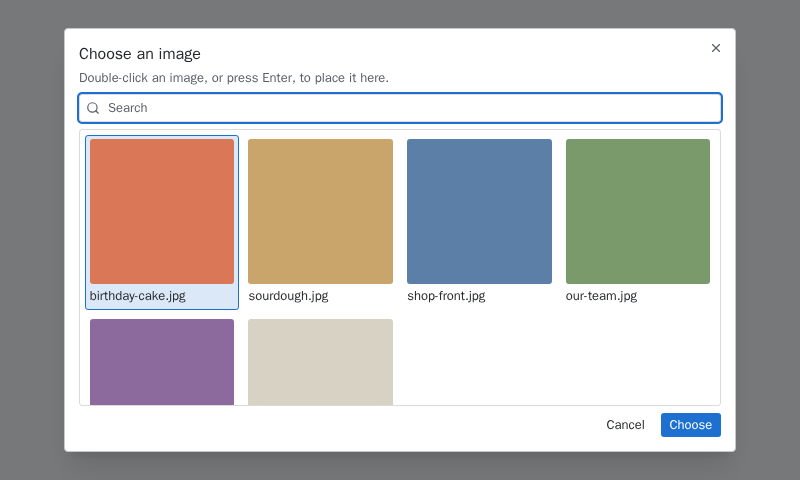 Choose an image
Double-click an image, or press Enter, to place it here.
Search
birthday-cake.jpg
sourdough.jpg
shop-front.jpg
our-team.jpg
Cancel
Choose